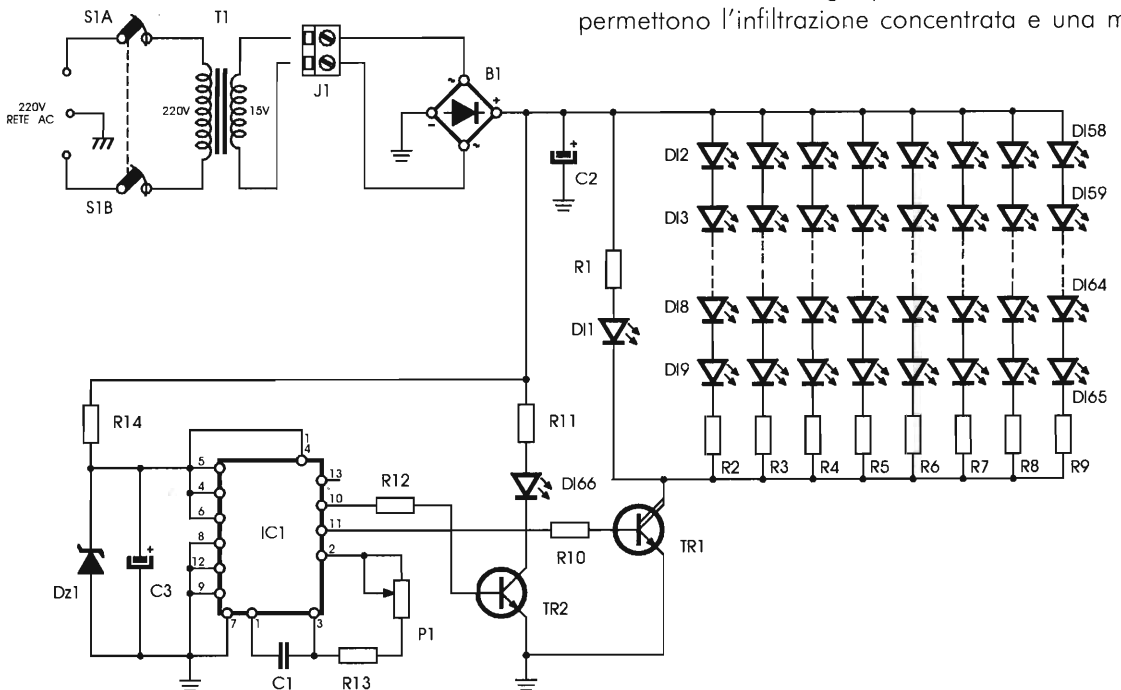 permettono l'infiltrazione concentrata e una m
S1A
T1
220V
RETE AC
220V
15V
J1
B1
~
+
-
~
S1B
+
C2
DI2
DI58
DI3
DI59
R1
DI1
DI8
DI64
DI9
DI65
R2
R3
R4
R5
R6
R7
R8
R9
R14
R11
DI66
1
4
5
13
4
10
R12
6
IC1
11
R10
TR1
8
2
12
9
+
Dz1
C3
P1
TR2
7
1
3
C1
R13